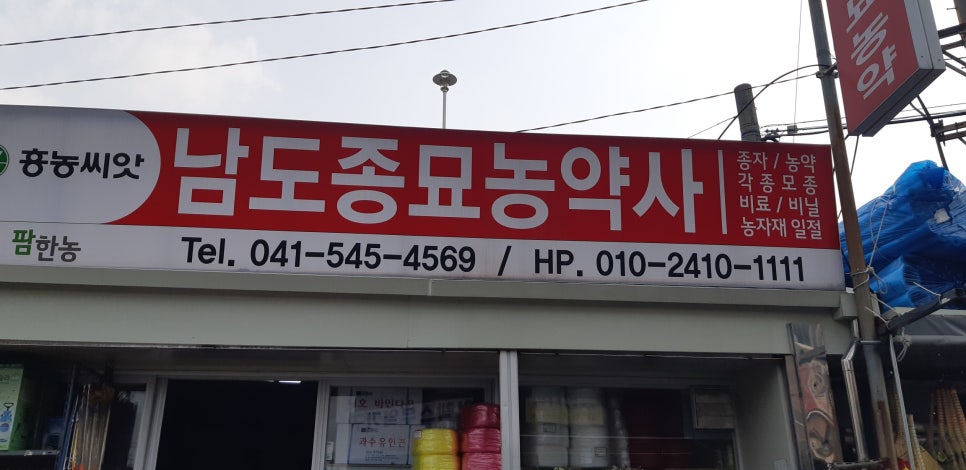 흥농씨앗
남도종묘농약사
종자 / 농약
각종모종
비료 / 비닐
농자재 일절
팜한농
Tel. 041-545-4569 / HP. 010-2410-1111
묘농약
과수유인끈